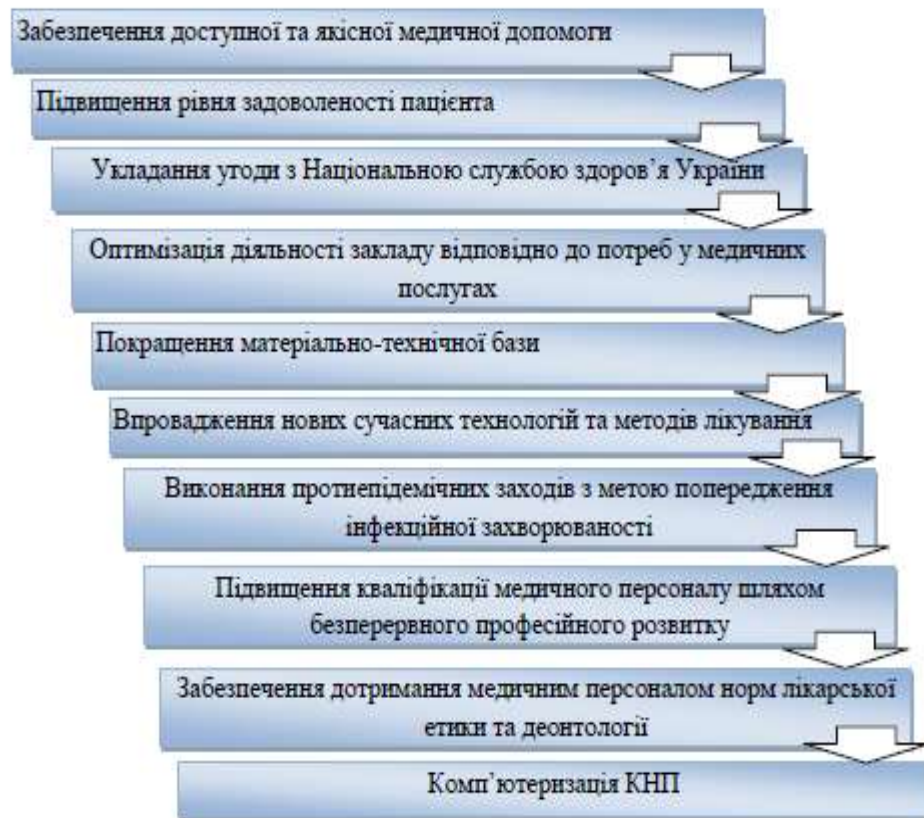 Забезпечення доступної та якісної медичної допомоги
Підвищення рівня задоволеності пацієнта
Укладання угоди з Національною службою здоров’я України
Оптимізація діяльності закладу відповідно до потреб у медичних
послугах
Покращення матеріально-технічної бази
Впровадження нових сучасних технологій та методів лікування
Виконання протиепідемічних заходів з метою попередження
інфекційної захворюваності
Підвищення кваліфікації медичного персоналу шляхом
безперервного професійного розвитку
Забезпечення дотримання медичним персоналом норм лікарської
етики та деонтології
Комп’ютеризація КНП